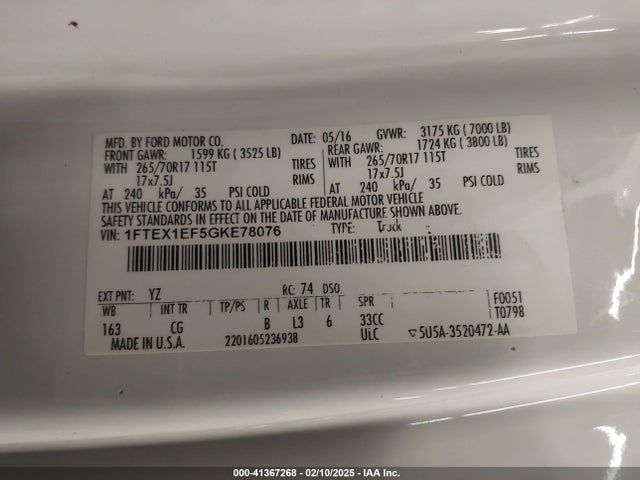 MFD. BY FORD MOTOR CO. DATE: 05/16 GVWR: 3175 KG ( 7000 LB)
FRONT GAWR: 1599 KG ( 3525 LB) REAR GAWR: 1724 KG ( 3800 LB)
WITH 265/70R17 115T TIRES WITH 265/70R17 115T TIRES
17x7.5J RIMS 17x7.5J RIMS
AT 240 kPa/ 35 PSI COLD AT 240 kPa/ 35 PSI COLD
THIS VEHICLE CONFORMS TO ALL APPLICABLE FEDERAL MOTOR VEHICLE
SAFETY STANDARDS IN EFFECT ON THE DATE OF MANUFACTURE SHOWN ABOVE.
VIN: 1FTEX1EF5GKE78076 TYPE: Truck
EXT PNT: YZ RC: 74 DSO: F0051
WB INT TR TP/PS R AXLE TR SPR T0798
163 CG B L3 6 33CC
MADE IN U.S.A. 2201605236938 UIC ▽5U5A-3520472-AA
000-41367268 - 02/10/2025 - IAA Inc.